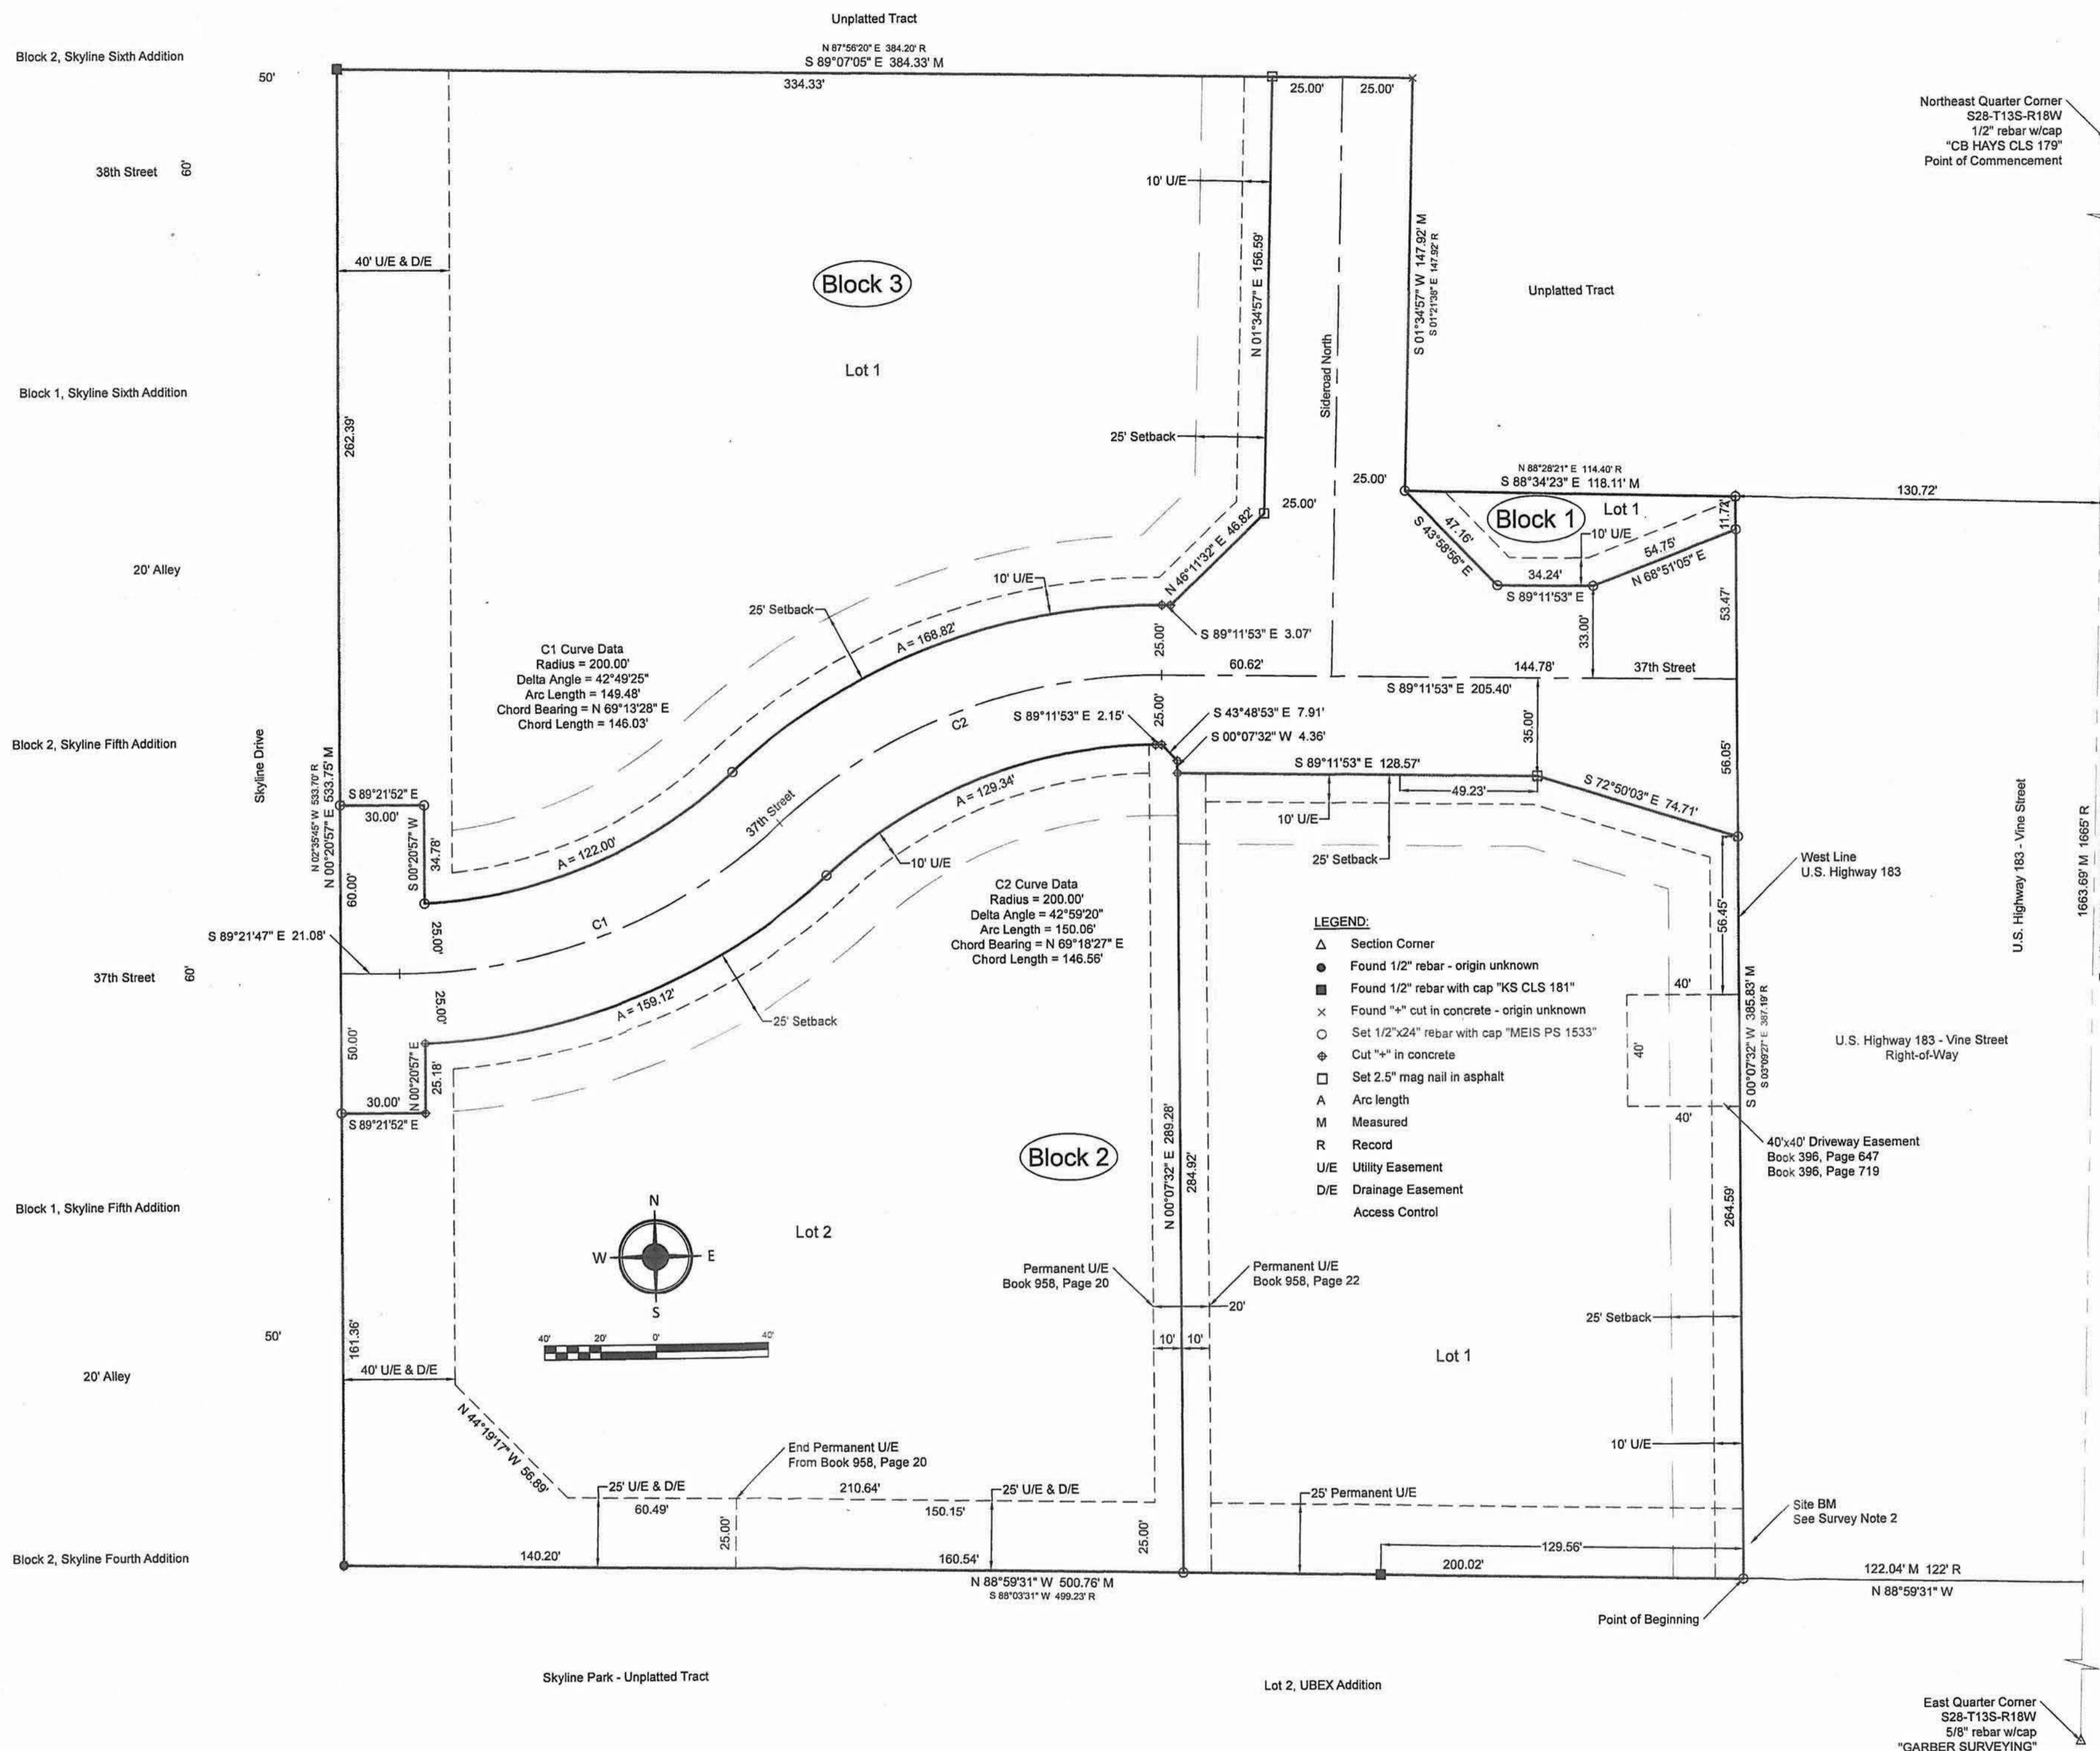 Unplatted Tract
N 87°56'20" E 384.20' R
S 89°07'05" E 384.33' M
334.33'
25.00'
25.00'
Block 2, Skyline Sixth Addition
50'
38th Street
60'
Block 1, Skyline Sixth Addition
20' Alley
Block 2, Skyline Fifth Addition
Skyline Drive
37th Street
60'
Block 1, Skyline Fifth Addition
50'
20' Alley
Block 2, Skyline Fourth Addition
Northeast Quarter Corner
S28-T13S-R18W
1/2" rebar w/cap
"CB HAYS CLS 179"
Point of Commencement
40' U/E & D/E
262.39'
Block 3
Lot 1
10' U/E
N 01°34'57" E 156.59'
25' Setback
Sideroad North
S 01°34'57" W 147.92' M
S 01°21'38" E 147.92' R
Unplatted Tract
25.00'
25.00'
N 46°11'32" E 46.82'
N 88°28'21" E 114.40' R
S 88°34'23" E 118.11' M
130.72'
Block 1
Lot 1
11.72'
47.16'
S 43°58'56" E
10' U/E
54.75'
N 68°51'05" E
34.24'
S 89°11'53" E
53.47'
33.00'
10' U/E
25' Setback
A = 168.82'
S 89°11'53" E 3.07'
25.00'
60.62'
144.78'
37th Street
S 89°11'53" E 205.40'
C1 Curve Data
Radius = 200.00'
Delta Angle = 42°49'25"
Arc Length = 149.48'
Chord Bearing = N 69°13'28" E
Chord Length = 146.03'
C2
S 89°11'53" E 2.15'
25.00'
S 43°48'53" E 7.91'
S 00°07'32" W 4.36'
S 89°11'53" E 128.57'
35.00'
56.05'
49.23'
S 72°50'03" E 74.71'
10' U/E
25' Setback
N 02°35'45" W 533.70' R
N 00°20'57" E 533.75' M
S 89°21'52" E
30.00'
S 00°20'57" W
34.78'
60.00'
A = 122.00'
37th Street
A = 129.34'
10' U/E
C1
S 89°21'47" E 21.08'
25.00'
25.00'
C2 Curve Data
Radius = 200.00'
Delta Angle = 42°59'20"
Arc Length = 150.06'
Chord Bearing = N 69°18'27" E
Chord Length = 146.56'
A = 159.12'
25' Setback
50.00'
N 00°20'57" E
25.18'
30.00'
S 89°21'52" E
LEGEND:
Section Corner
Found 1/2" rebar - origin unknown
Found 1/2" rebar with cap "KS CLS 181"
Found "+" cut in concrete - origin unknown
Set 1/2"x24" rebar with cap "MEIS PS 1533"
Cut "+" in concrete
Set 2.5" mag nail in asphalt
A Arc length
M Measured
R Record
U/E Utility Easement
D/E Drainage Easement
Access Control
West Line
U.S. Highway 183
56.45'
40'
40'
40'
S 00°07'32" W 385.83' M
S 03°09'27" E 387.19' R
U.S. Highway 183 - Vine Street
1663.69' M 1665' R
U.S. Highway 183 - Vine Street
Right-of-Way
40'x40' Driveway Easement
Book 396, Page 647
Book 396, Page 719
264.59'
Block 2
Lot 2
N 00°07'32" E 289.28'
284.92'
N
W
E
S
40'
20'
0'
40'
Permanent U/E
Book 958, Page 20
Permanent U/E
Book 958, Page 22
20'
10'
10'
25' Setback
Lot 1
161.36'
40' U/E & D/E
N 44°19'17" W 56.89'
End Permanent U/E
From Book 958, Page 20
25' U/E & D/E
60.49'
210.64'
150.15'
25' U/E & D/E
25.00'
25.00'
10' U/E
25' Permanent U/E
Site BM
See Survey Note 2
140.20'
160.54'
129.56'
200.02'
N 88°59'31" W 500.76' M
S 88°03'31" W 499.23' R
122.04' M 122' R
N 88°59'31" W
Point of Beginning
Skyline Park - Unplatted Tract
Lot 2, UBEX Addition
East Quarter Corner
S28-T13S-R18W
5/8" rebar w/cap
"GARBER SURVEYING"